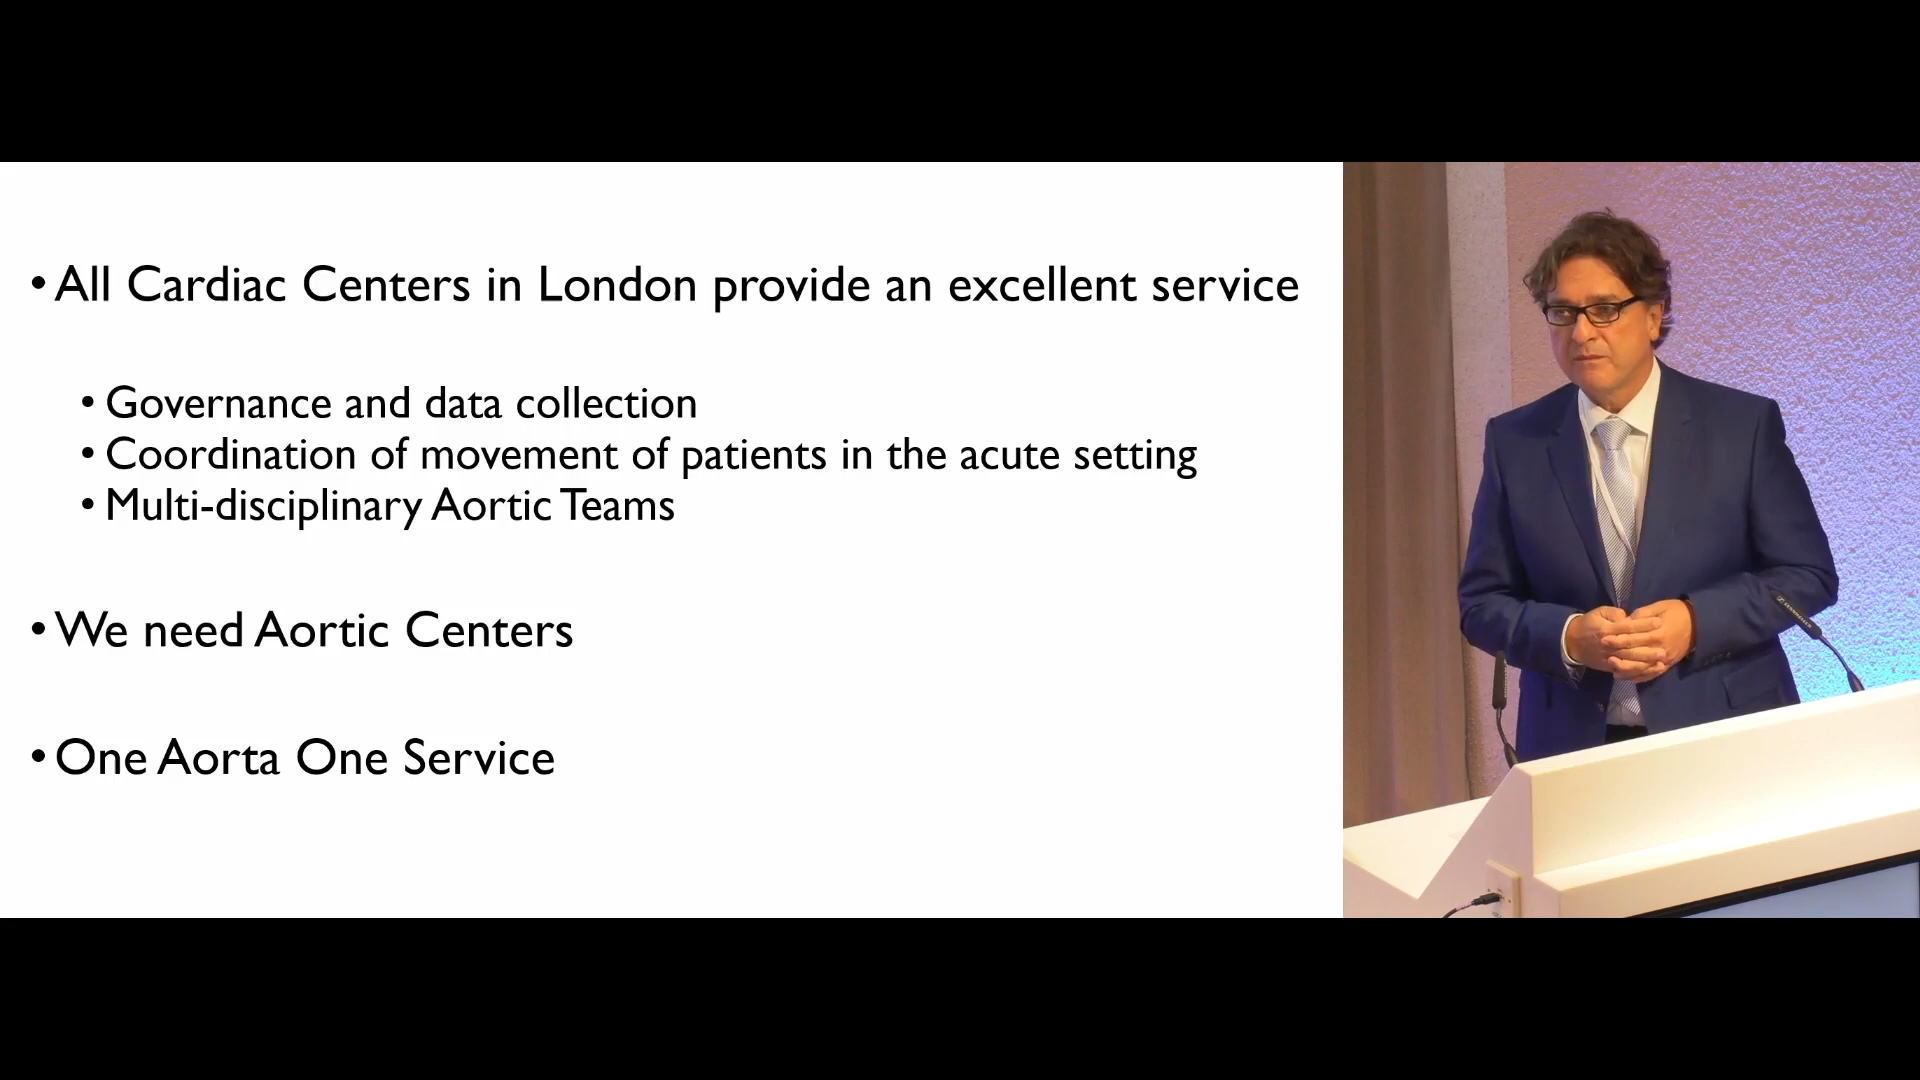 • All Cardiac Centers in London provide an excellent service
• Governance and data collection
• Coordination of movement of patients in the acute setting
• Multi-disciplinary Aortic Teams
• We need Aortic Centers
• One Aorta One Service
SENNHEISER